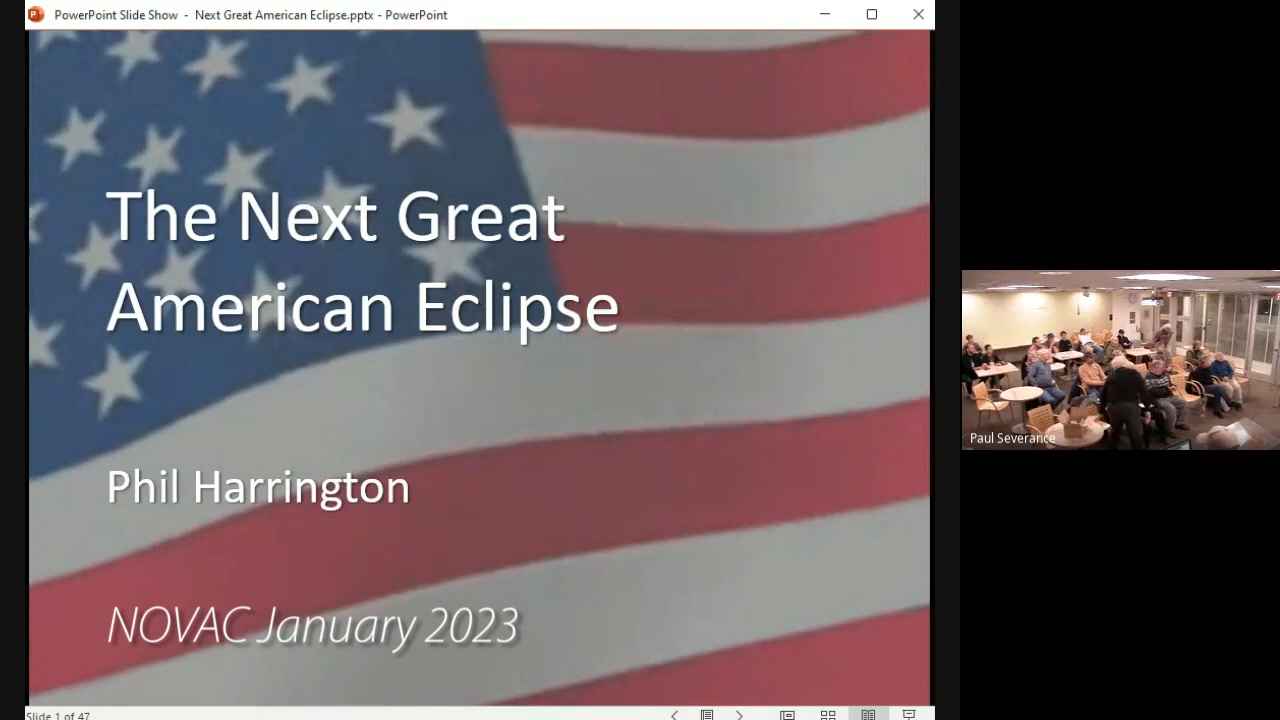 PowerPoint Slide Show - Next Great American Eclipse.pptx - PowerPoint
The Next Great
American Eclipse
Phil Harrington
NOVAC January 2023
Paul Severance
Slide 1 of 47